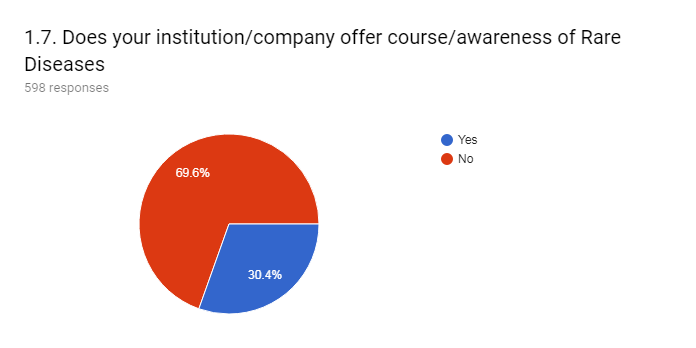 1.7. Does your institution/company offer course/awareness of Rare
Diseases
598 responses
Yes
No
69.6%
30.4%